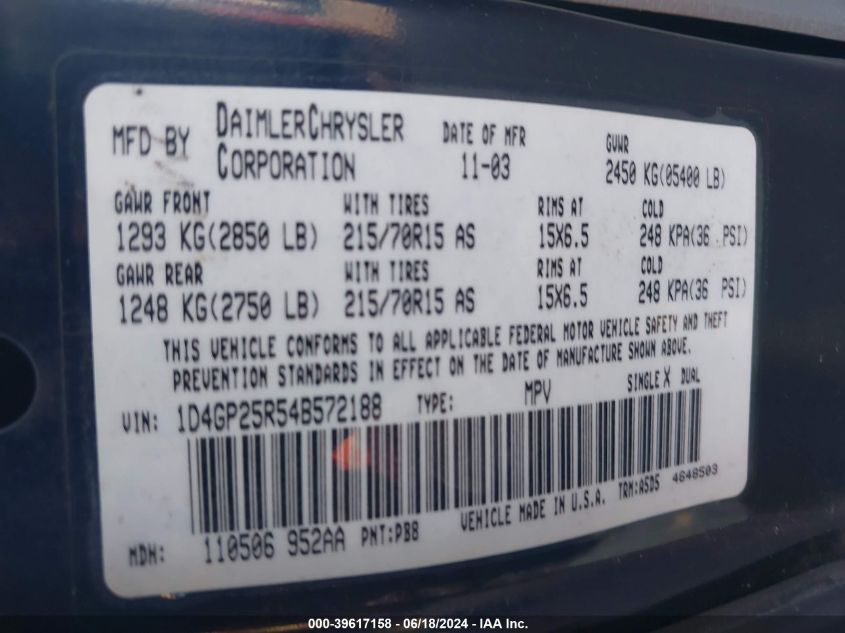 MFD BY DAIMLERCHRYSLER CORPORATION DATE OF MFR 11-03 GVWR 2450 KG(05400 LB)
GAWR FRONT WITH TIRES RIMS AT COLD
1293 KG(2850 LB) 215/70R15 AS 15X6.5 248 KPA(36 PSI)
GAWR REAR WITH TIRES RIMS AT COLD
1248 KG(2750 LB) 215/70R15 AS 15X6.5 248 KPA(36 PSI)
THIS VEHICLE CONFORMS TO ALL APPLICABLE FEDERAL MOTOR VEHICLE SAFETY AND THEFT
PREVENTION STANDARDS IN EFFECT ON THE DATE OF MANUFACTURE SHOWN ABOVE.
VIN: 1D4GP25R54B572188 TYPE: MPV SINGLE X DUAL
4648503
MDH: 110506 952AA PNT:PB8 VEHICLE MADE IN U.S.A. TRM:ASD5
000-39617158 - 06/18/2024 - IAA Inc.